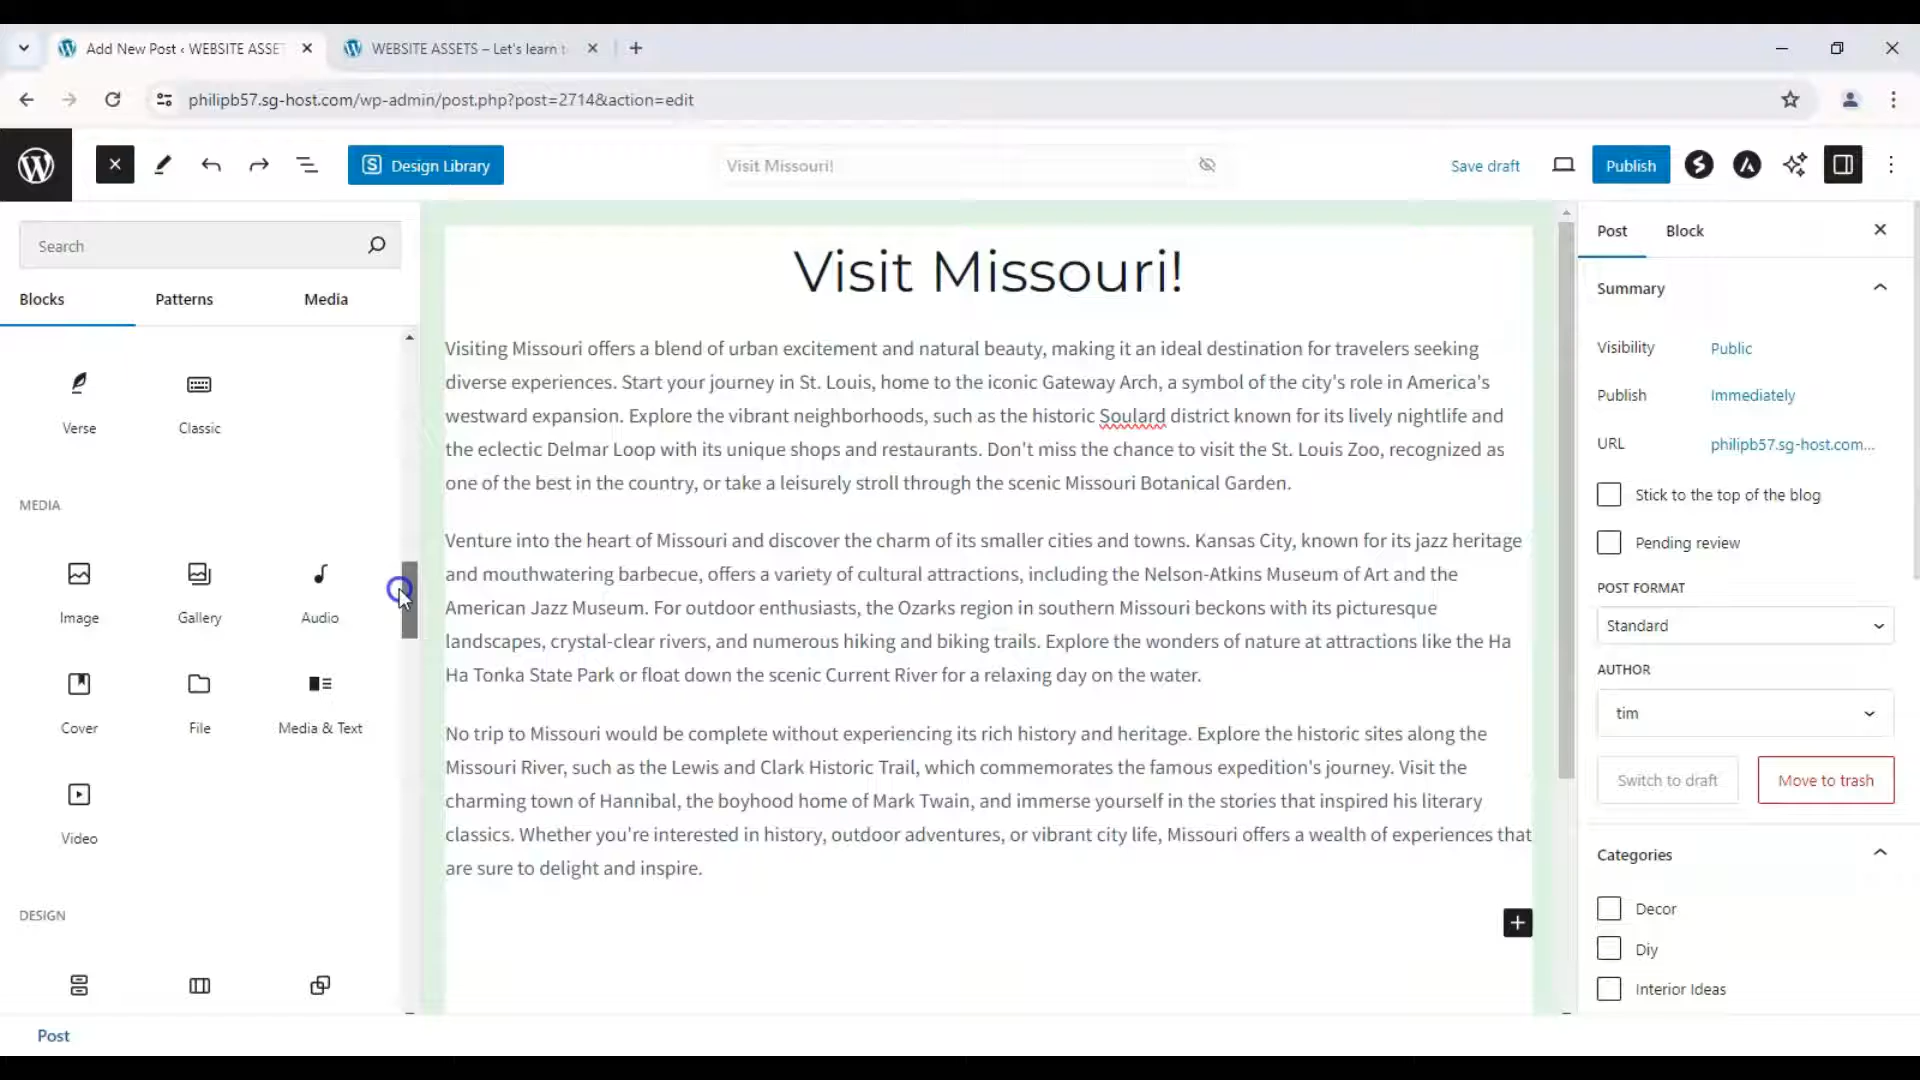 Add New Post ‹ WEBSITE ASSET
WEBSITE ASSETS – Let's learn t
philipb57.sg-host.com/wp-admin/post.php?post=2714&action=edit
Design Library
Visit Missouri!
Save draft
Publish
Search
Blocks
Patterns
Media
Verse
Classic
MEDIA
Image
Gallery
Audio
Cover
File
Media & Text
Video
DESIGN
Visit Missouri!
Visiting Missouri offers a blend of urban excitement and natural beauty, making it an ideal destination for travelers seeking
diverse experiences. Start your journey in St. Louis, home to the iconic Gateway Arch, a symbol of the city's role in America's
westward expansion. Explore the vibrant neighborhoods, such as the historic Soulard district known for its lively nightlife and
the eclectic Delmar Loop with its unique shops and restaurants. Don't miss the chance to visit the St. Louis Zoo, recognized as
one of the best in the country, or take a leisurely stroll through the scenic Missouri Botanical Garden.
Venture into the heart of Missouri and discover the charm of its smaller cities and towns. Kansas City, known for its jazz heritage
and mouthwatering barbecue, offers a variety of cultural attractions, including the Nelson-Atkins Museum of Art and the
American Jazz Museum. For outdoor enthusiasts, the Ozarks region in southern Missouri beckons with its picturesque
landscapes, crystal-clear rivers, and numerous hiking and biking trails. Explore the wonders of nature at attractions like the Ha
Ha Tonka State Park or float down the scenic Current River for a relaxing day on the water.
No trip to Missouri would be complete without experiencing its rich history and heritage. Explore the historic sites along the
Missouri River, such as the Lewis and Clark Historic Trail, which commemorates the famous expedition's journey. Visit the
charming town of Hannibal, the boyhood home of Mark Twain, and immerse yourself in the stories that inspired his literary
classics. Whether you're interested in history, outdoor adventures, or vibrant city life, Missouri offers a wealth of experiences that
are sure to delight and inspire.
Post
Block
Summary
Visibility
Public
Publish
Immediately
URL
philipb57.sg-host.com...
Stick to the top of the blog
Pending review
POST FORMAT
Standard
AUTHOR
tim
Switch to draft
Move to trash
Categories
Decor
Diy
Interior Ideas
Post